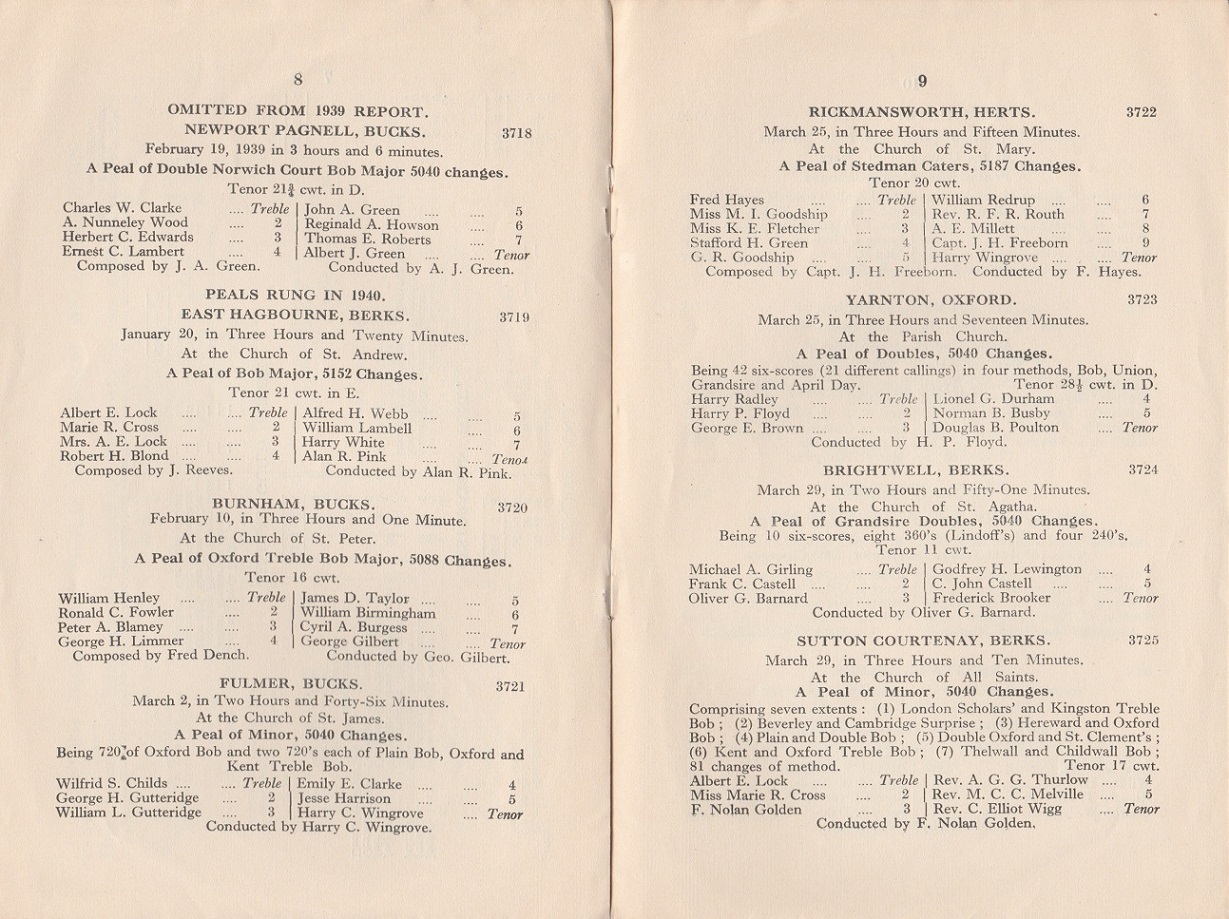 8
OMITTED FROM 1939 REPORT.
NEWPORT PAGNELL, BUCKS. 3718
February 19, 1939 in 3 hours and 6 minutes.
A Peal of Double Norwich Court Bob Major 5040 changes.
Tenor 21¾ cwt. in D.
Charles W. Clarke .... Treble | John A. Green .... .... 5
A. Nunneley Wood .... 2 | Reginald A. Howson .... 6
Herbert C. Edwards .... 3 | Thomas E. Roberts .... 7
Ernest C. Lambert .... 4 | Albert J. Green .... .... Tenor
Composed by J. A. Green. Conducted by A. J. Green.
PEALS RUNG IN 1940.
EAST HAGBOURNE, BERKS. 3719
January 20, in Three Hours and Twenty Minutes.
At the Church of St. Andrew.
A Peal of Bob Major, 5152 Changes.
Tenor 21 cwt. in E.
Albert E. Lock .... .... Treble | Alfred H. Webb .... .... 5
Marie R. Cross .... .... 2 | William Lambell .... 6
Mrs. A. E. Lock .... .... 3 | Harry White .... .... 7
Robert H. Blond .... .... 4 | Alan R. Pink .... .... Tenor
Composed by J. Reeves. Conducted by Alan R. Pink.
BURNHAM, BUCKS. 3720
February 10, in Three Hours and One Minute.
At the Church of St. Peter.
A Peal of Oxford Treble Bob Major, 5088 Changes.
Tenor 16 cwt.
William Henley .... .... Treble | James D. Taylor .... .... 5
Ronald C. Fowler .... 2 | William Birmingham .... 6
Peter A. Blamey .... .... 3 | Cyril A. Burgess .... .... 7
George H. Limmer .... 4 | George Gilbert .... .... Tenor
Composed by Fred Dench. Conducted by Geo. Gilbert.
FULMER, BUCKS. 3721
March 2, in Two Hours and Forty-Six Minutes.
At the Church of St. James.
A Peal of Minor, 5040 Changes.
Being 720 of Oxford Bob and two 720's each of Plain Bob, Oxford and
Kent Treble Bob.
Wilfrid S. Childs .... .... Treble | Emily E. Clarke .... .... 4
George H. Gutteridge .... 2 | Jesse Harrison .... .... 5
William L. Gutteridge .... 3 | Harry C. Wingrove .... Tenor
Conducted by Harry C. Wingrove.
9
RICKMANSWORTH, HERTS. 3722
March 25, in Three Hours and Fifteen Minutes.
At the Church of St. Mary.
A Peal of Stedman Caters, 5187 Changes.
Tenor 20 cwt.
Fred Hayes .... .... Treble | William Redrup .... .... 6
Miss M. I. Goodship .... 2 | Rev. R. F. R. Routh .... 7
Miss K. E. Fletcher .... 3 | A. E. Millett .... .... 8
Stafford H. Green .... 4 | Capt. J. H. Freeborn .... 9
G. R. Goodship .... .... 5 | Harry Wingrove .... .... Tenor
Composed by Capt. J. H. Freeborn. Conducted by F. Hayes.
YARNTON, OXFORD. 3723
March 25, in Three Hours and Seventeen Minutes.
At the Parish Church.
A Peal of Doubles, 5040 Changes.
Being 42 six-scores (21 different callings) in four methods, Bob, Union,
Grandsire and April Day. Tenor 28½ cwt. in D.
Harry Radley .... .... Treble | Lionel G. Durham .... 4
Harry P. Floyd .... .... 2 | Norman B. Busby .... 5
George E. Brown .... .... 3 | Douglas B. Poulton .... Tenor
Conducted by H. P. Floyd.
BRIGHTWELL, BERKS. 3724
March 29, in Two Hours and Fifty-One Minutes.
At the Church of St. Agatha.
A Peal of Grandsire Doubles, 5040 Changes.
Being 10 six-scores, eight 360's (Lindoff's) and four 240's.
Tenor 11 cwt.
Michael A. Girling .... Treble | Godfrey H. Lewington .... 4
Frank C. Castell .... .... 2 | C. John Castell .... .... 5
Oliver G. Barnard .... 3 | Frederick Brooker .... Tenor
Conducted by Oliver G. Barnard.
SUTTON COURTENAY, BERKS. 3725
March 29, in Three Hours and Ten Minutes.
At the Church of All Saints.
A Peal of Minor, 5040 Changes.
Comprising seven extents : (1) London Scholars' and Kingston Treble
Bob ; (2) Beverley and Cambridge Surprise ; (3) Hereward and Oxford
Bob ; (4) Plain and Double Bob ; (5) Double Oxford and St. Clement's ;
(6) Kent and Oxford Treble Bob ; (7) Thelwall and Childwall Bob ;
81 changes of method. Tenor 17 cwt.
Albert E. Lock .... .... Treble | Rev. A. G. G. Thurlow .... 4
Miss Marie R. Cross .... 2 | Rev. M. C. C. Melville .... 5
F. Nolan Golden .... 3 | Rev. C. Elliot Wigg .... Tenor
Conducted by F. Nolan Golden.